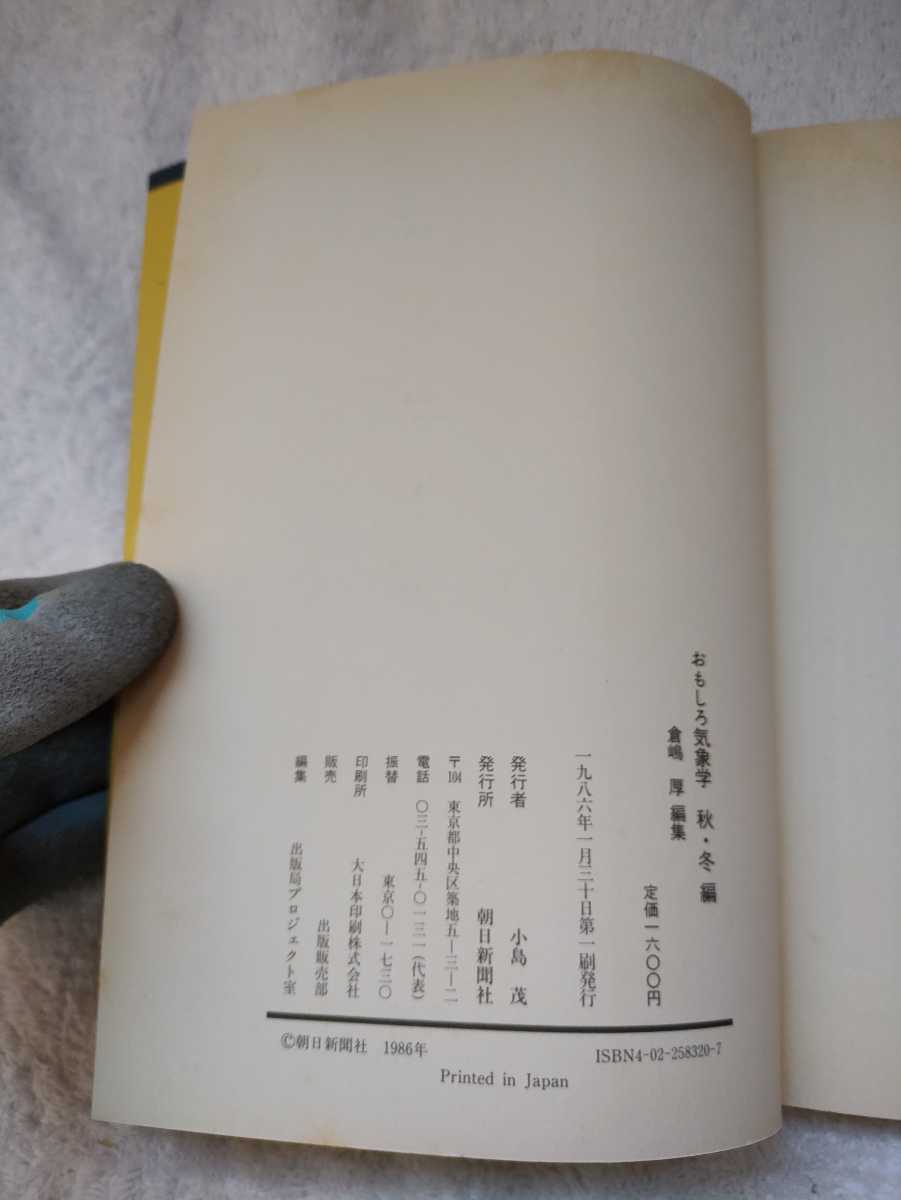 おもしろ気象学 秋・冬 編
倉嶋 厚 編集
定価一六〇〇円
一九八六年一月三十日第一刷発行
発行者 小島 茂
発行所 朝日新聞社
〒104 東京都中央区築地五―三―二
電話 〇三-五四五-〇一三一(代表)
振替 東京〇―一七三〇
印刷所 大日本印刷株式会社
販売 出版販売部
編集 出版局プロジェクト室
©朝日新聞社 1986年
ISBN4-02-258320-7
Printed in Japan